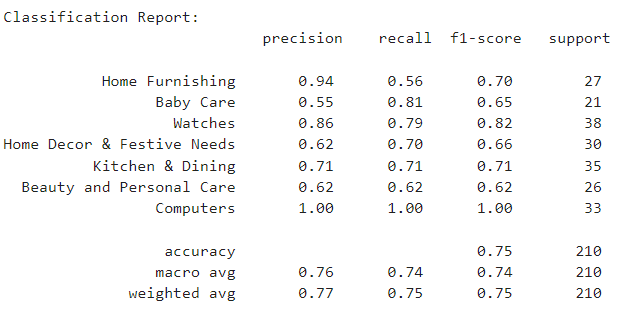 Classification Report:
precision recall f1-score support
Home Furnishing 0.94 0.56 0.70 27
Baby Care 0.55 0.81 0.65 21
Watches 0.86 0.79 0.82 38
Home Decor & Festive Needs 0.62 0.70 0.66 30
Kitchen & Dining 0.71 0.71 0.71 35
Beauty and Personal Care 0.62 0.62 0.62 26
Computers 1.00 1.00 1.00 33
accuracy 0.75 210
macro avg 0.76 0.74 0.74 210
weighted avg 0.77 0.75 0.75 210